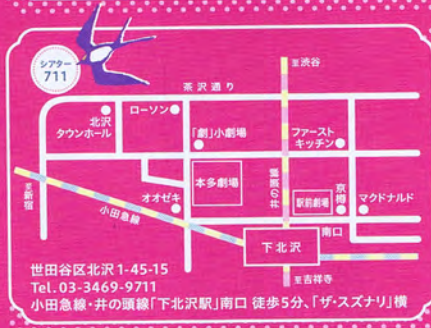 シアター
711
至渋谷
茶沢通り
北沢
タウンホール
ローソン
「劇」小劇場
ファースト
キッチン
本多劇場
井の頭線
駅前劇場
京樽
マクドナルド
至新宿
小田急線
オオゼキ
南口
下北沢
至吉祥寺
世田谷区北沢1-45-15
Tel.03-3469-9711
小田急線・井の頭線「下北沢駅」南口 徒歩5分、「ザ・スズナリ」横